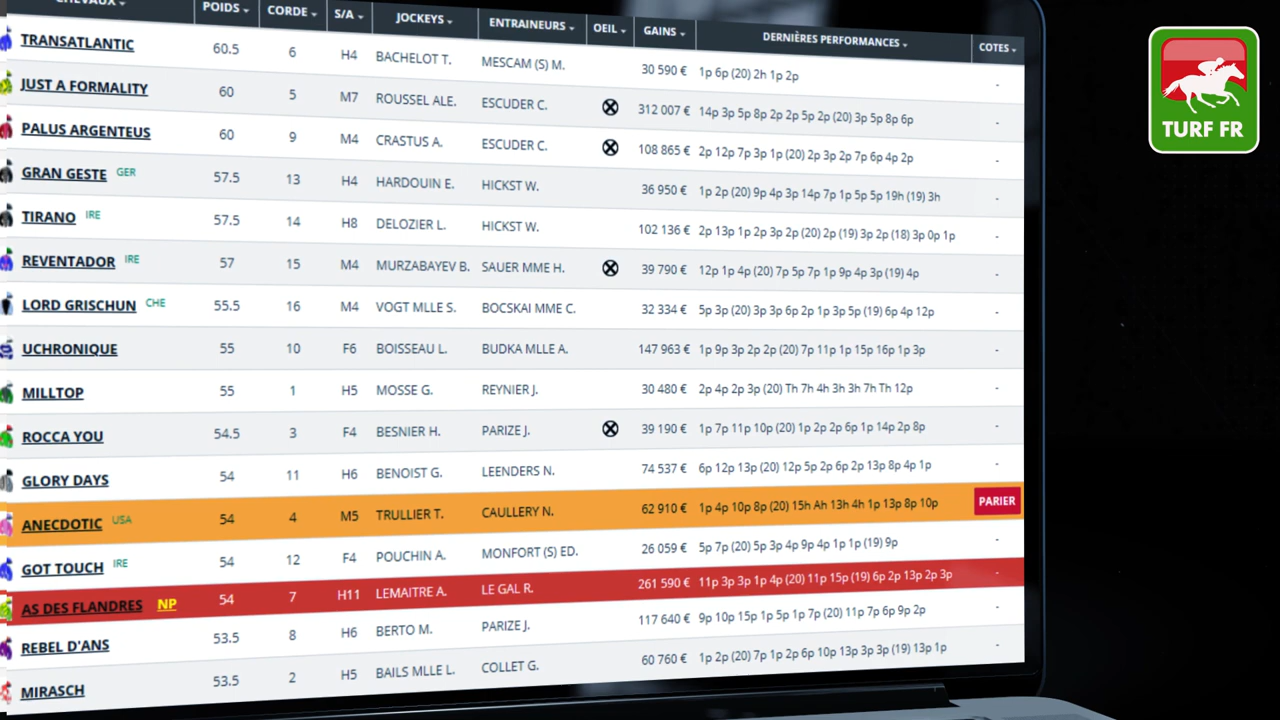 CHEVAUX POIDS CORDE S/A JOCKEYS ENTRAINEURS OEIL GAINS DERNIÈRES PERFORMANCES COTES
TRANSATLANTIC 60.5 6 H4 BACHELOT T. MESCAM (S) M. 30 590 € 1p 6p (20) 2h 1p 2p -
JUST A FORMALITY 60 5 M7 ROUSSEL ALE. ESCUDER C. 312 007 € 14p 3p 5p 8p 2p 2p 5p 2p (20) 3p 5p 8p 6p -
PALUS ARGENTEUS 60 9 M4 CRASTUS A. ESCUDER C. 108 865 € 2p 12p 7p 3p 1p (20) 2p 3p 2p 7p 6p 4p 2p -
GRAN GESTE GER 57.5 13 H4 HARDOUIN E. HICKST W. 36 950 € 1p 2p (20) 9p 4p 3p 14p 7p 1p 5p 5p 19h (19) 3h -
TIRANO IRE 57.5 14 H8 DELOZIER L. HICKST W. 102 136 € 2p 13p 1p 2p 3p 2p (20) 2p (19) 3p 2p (18) 3p 0p 1p -
REVENTADOR IRE 57 15 M4 MURZABAYEV B. SAUER MME H. 39 790 € 12p 1p 4p (20) 7p 5p 7p 1p 9p 4p 3p (19) 4p -
LORD GRISCHUN CHE 55.5 16 M4 VOGT MLLE S. BOCSKAI MME C. 32 334 € 5p 3p (20) 3p 3p 6p 2p 1p 3p 5p (19) 6p 4p 12p -
UCHRONIQUE 55 10 F6 BOISSEAU L. BUDKA MLLE A. 147 963 € 1p 9p 3p 2p 2p (20) 7p 11p 1p 15p 16p 1p 3p -
MILLTOP 55 1 H5 MOSSE G. REYNIER J. 30 480 € 2p 4p 2p 3p (20) Th 7h 4h 3h 3h 7h Th 12p -
ROCCA YOU 54.5 3 F4 BESNIER H. PARIZE J. 39 190 € 1p 7p 11p 10p (20) 1p 2p 2p 6p 1p 14p 2p 8p -
GLORY DAYS 54 11 H6 BENOIST G. LEENDERS N. 74 537 € 6p 12p 13p (20) 12p 5p 2p 6p 2p 13p 8p 4p 1p -
ANECDOTIC USA 54 4 M5 TRULLIER T. CAULLERY N. 62 910 € 1p 4p 10p 8p (20) 15h Ah 13h 4h 1p 13p 8p 10p PARIER
GOT TOUCH IRE 54 12 F4 POUCHIN A. MONFORT (S) ED. 26 059 € 5p 7p (20) 5p 3p 4p 9p 4p 1p 1p (19) 9p -
AS DES FLANDRES NP 54 7 H11 LEMAITRE A. LE GAL R. 261 590 € 11p 3p 3p 1p 4p (20) 11p 15p (19) 6p 2p 13p 2p 3p -
REBEL D'ANS 53.5 8 H6 BERTO M. PARIZE J. 117 640 € 9p 10p 15p 1p 5p 1p 7p (20) 11p 7p 6p 9p 2p -
MIRASCH 53.5 2 H5 BAILS MLLE L. COLLET G. 60 760 € 1p 2p (20) 7p 1p 2p 6p 10p 13p 3p 3p (19) 13p 1p -
TURF FR